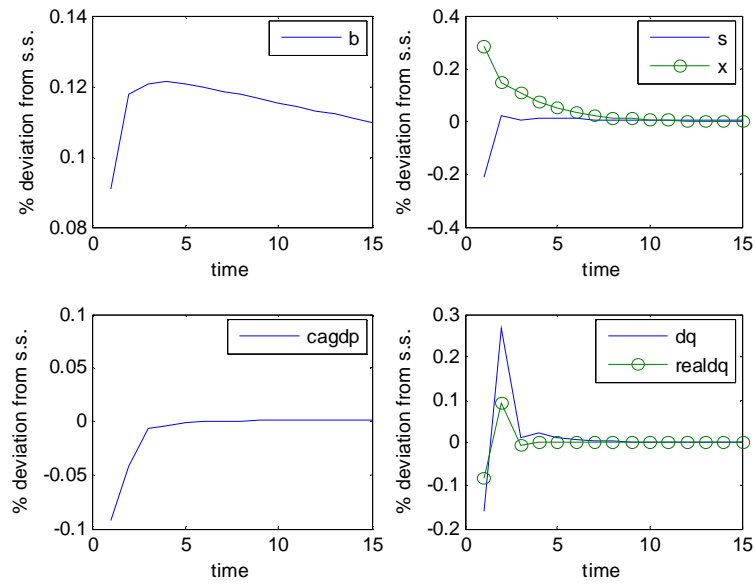 0.14
0.12
0.1
0.08
% deviation from s.s.
0 5 10 15
time
b
0.4
0.2
0
-0.2
-0.4
% deviation from s.s.
0 5 10 15
time
s
x
0.1
0.05
0
-0.05
-0.1
% deviation from s.s.
0 5 10 15
time
cagdp
0.3
0.2
0.1
0
-0.1
-0.2
% deviation from s.s.
0 5 10 15
time
dq
realdq